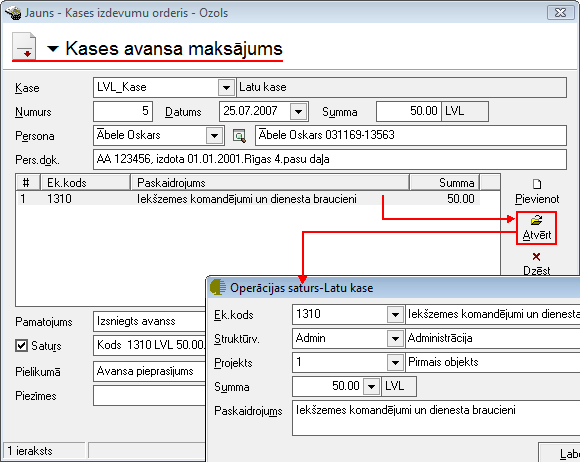 Jauns - Kases izdevumu orderis - Ozols
Kases avansa maksājums
Kase LVL_Kase Latu kase
Numurs 5 Datums 25.07.2007 Summa 50.00 LVL
Persona Ābele Oskars Ābele Oskars 031169-13563
Pers.dok. AA 123456, izdota 01.01.2001.Rīgas 4.pasu daļa
# Ek.kods Paskaidrojums Summa
1 1310 Iekšzemes komandējumi un dienesta braucieni 50.00
Pievienot
Atvērt
Dzēst
Pamatojums Izsniegts avanss
Saturs Kods 1310 LVL 50.00.
Pielikumā Avansa pieprasijums
Piezīmes
1 ieraksts
Operācijas saturs-Latu kase
Ek.kods 1310 Iekšzemes komandējumi un dienesta
Struktūrv. Admin Administrācija
Projekts 1 Pirmais objekts
Summa 50.00 LVL
Paskaidrojums Iekšzemes komandējumi un dienesta braucieni